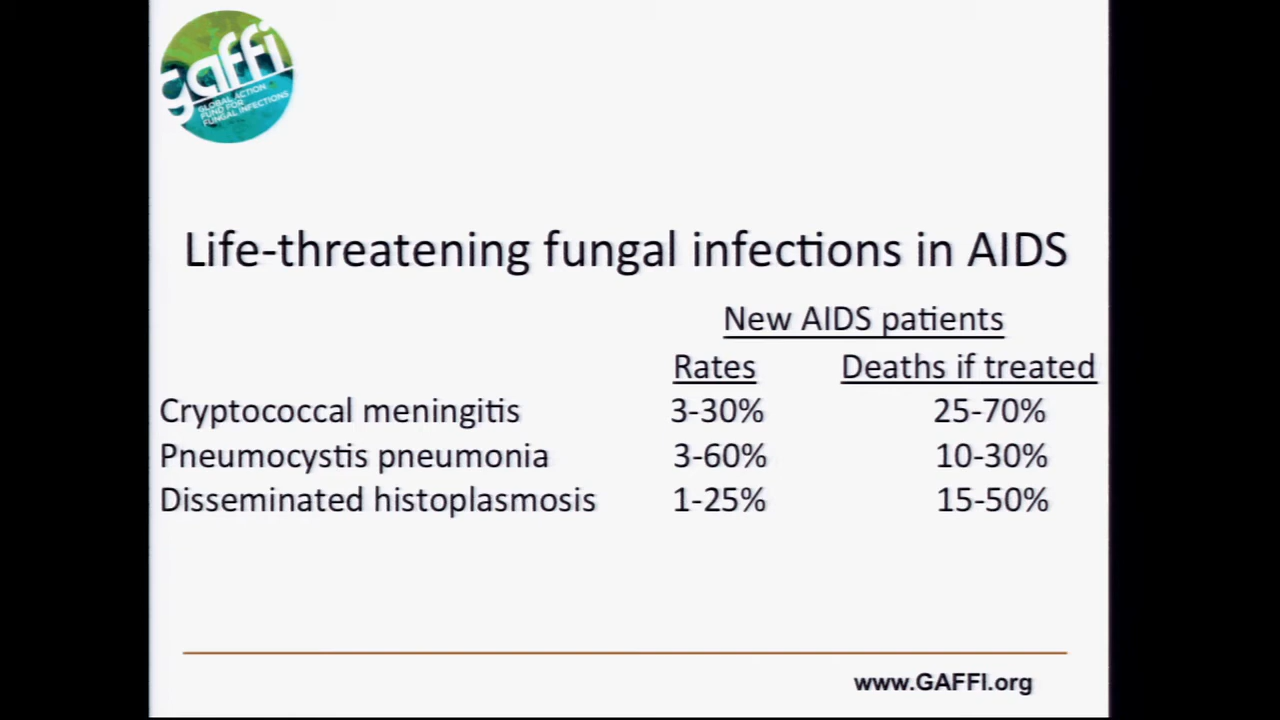 gaffi
GLOBAL ACTION
FUND FOR
FUNGAL INFECTIONS
Life-threatening fungal infections in AIDS
New AIDS patients
Rates Deaths if treated
Cryptococcal meningitis 3-30% 25-70%
Pneumocystis pneumonia 3-60% 10-30%
Disseminated histoplasmosis 1-25% 15-50%
www.GAFFI.org